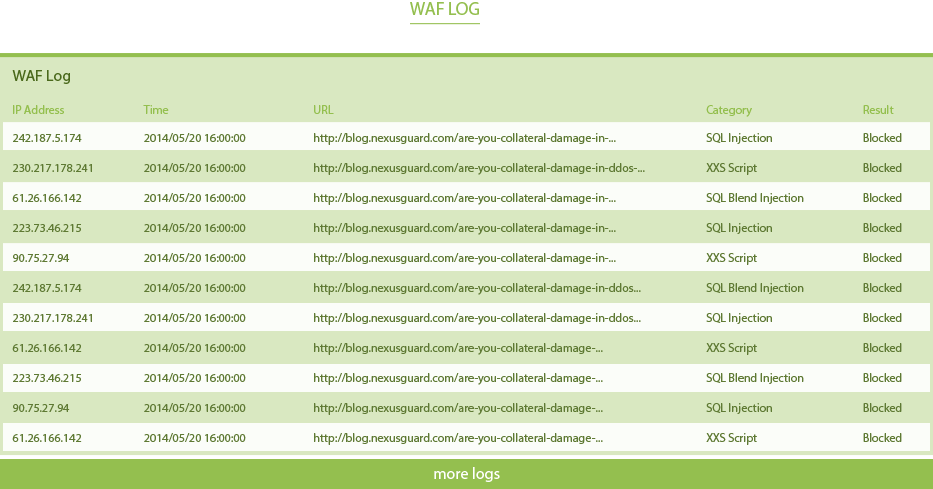 WAF LOG
WAF Log
IP Address Time URL Category Result
242.187.5.174 2014/05/20 16:00:00 http://blog.nexusguard.com/are-you-collateral-damage-in-... SQL Injection Blocked
230.217.178.241 2014/05/20 16:00:00 http://blog.nexusguard.com/are-you-collateral-damage-in-ddos-... XXS Script Blocked
61.26.166.142 2014/05/20 16:00:00 http://blog.nexusguard.com/are-you-collateral-damage-in-... SQL Blend Injection Blocked
223.73.46.215 2014/05/20 16:00:00 http://blog.nexusguard.com/are-you-collateral-damage-in-... SQL Injection Blocked
90.75.27.94 2014/05/20 16:00:00 http://blog.nexusguard.com/are-you-collateral-damage-in-... XXS Script Blocked
242.187.5.174 2014/05/20 16:00:00 http://blog.nexusguard.com/are-you-collateral-damage-in-ddos... SQL Blend Injection Blocked
230.217.178.241 2014/05/20 16:00:00 http://blog.nexusguard.com/are-you-collateral-damage-in-ddos... SQL Injection Blocked
61.26.166.142 2014/05/20 16:00:00 http://blog.nexusguard.com/are-you-collateral-damage-... XXS Script Blocked
223.73.46.215 2014/05/20 16:00:00 http://blog.nexusguard.com/are-you-collateral-damage-... SQL Blend Injection Blocked
90.75.27.94 2014/05/20 16:00:00 http://blog.nexusguard.com/are-you-collateral-damage-... SQL Injection Blocked
61.26.166.142 2014/05/20 16:00:00 http://blog.nexusguard.com/are-you-collateral-damage-... XXS Script Blocked
more logs